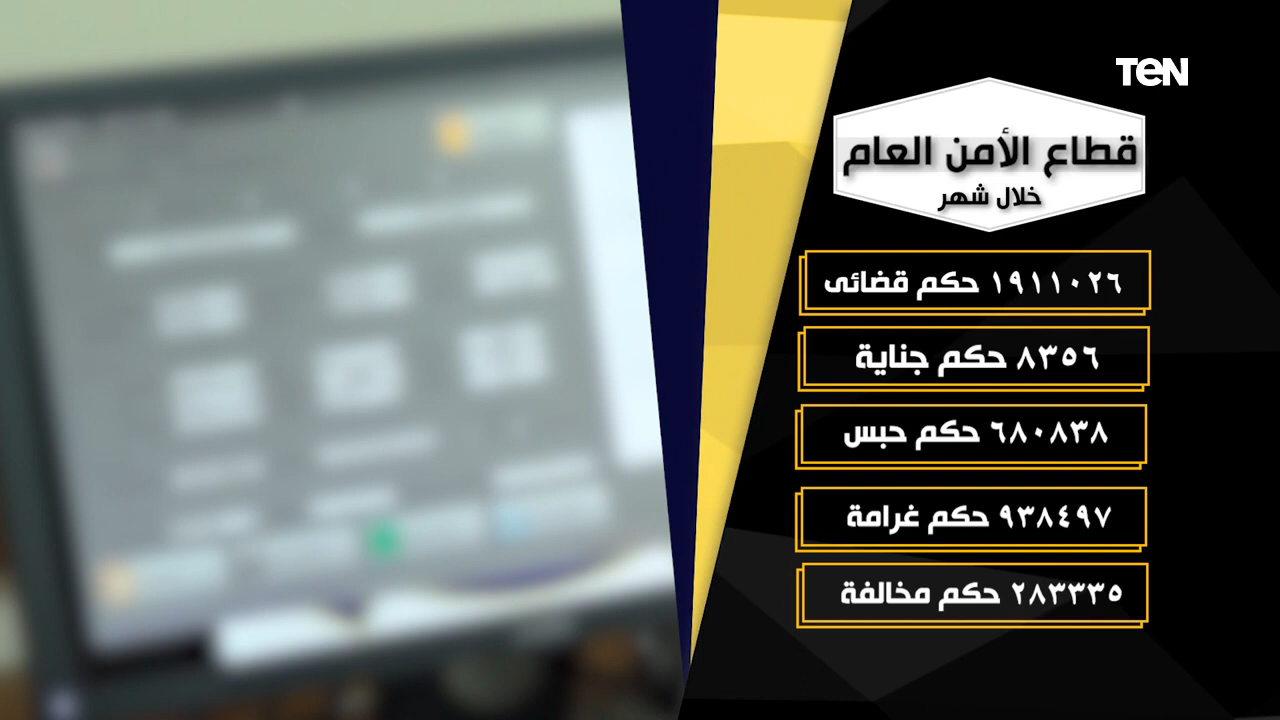 TeN
قطاع الأمن العام
خلال شهر
١٩١١٠٢٦ حكم قضائى
٨٣٥٦ حكم جناية
٦٨٠٨٣٨ حكم حبس
٩٣٨٤٩٧ حكم غرامة
٢٨٣٣٣٥ حكم مخالفة